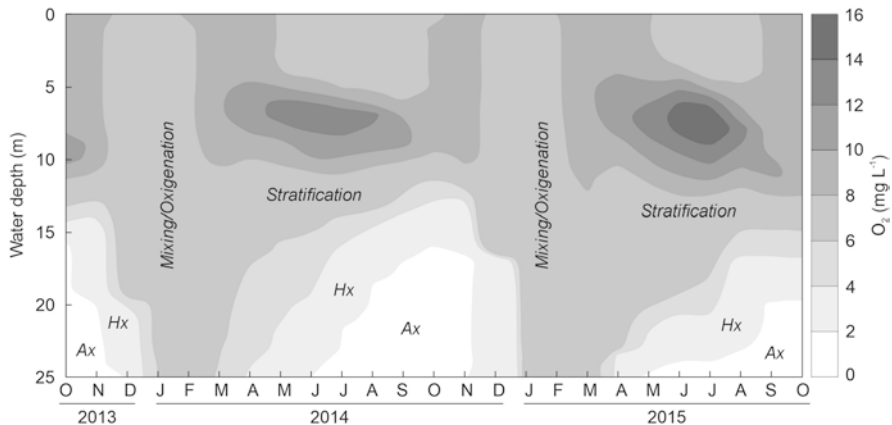 0
5
10
15
20
25
Water depth (m)
Mixing/Oxigenation
Stratification
Mixing/Oxigenation
Stratification
Hx
Ax
Hx
Ax
Hx
Ax
O N D J F M A M J J A S O N D J F M A M J J A S O
2013 2014 2015
16
14
12
10
8
6
4
2
0
O2 (mg L-1)